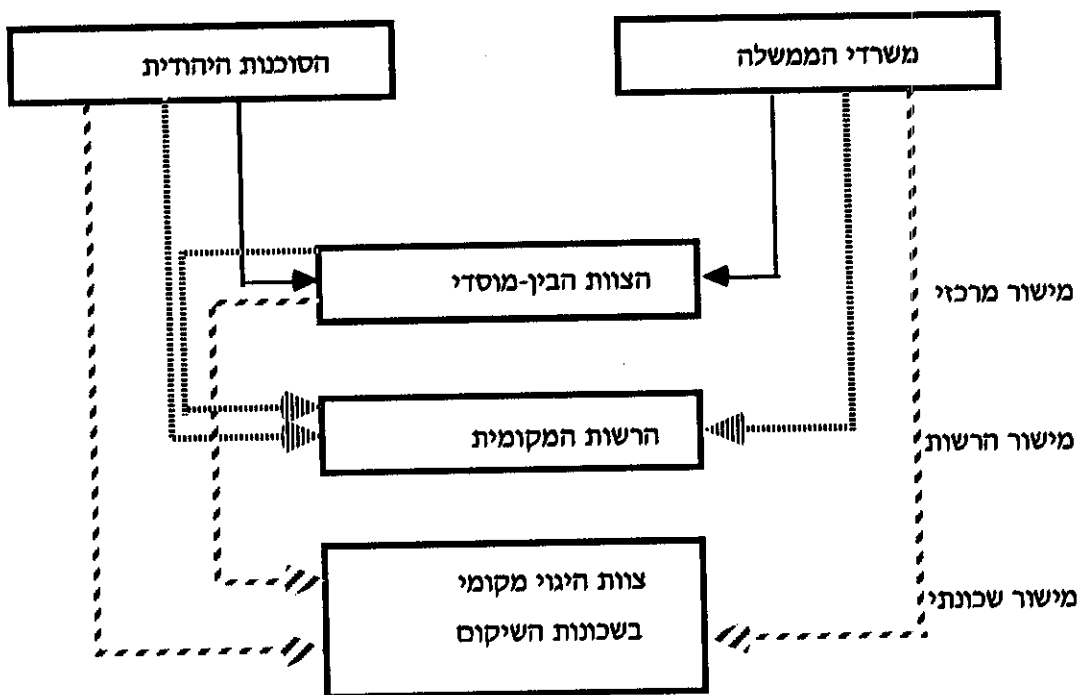 משרדי הממשלה
הסוכנות היהודית
הצוות הבין-מוסדי
מישור מרכזי
הרשות המקומית
מישור הרשות
צוות היגוי מקומי
בשכונות השיקום
מישור שכונתי